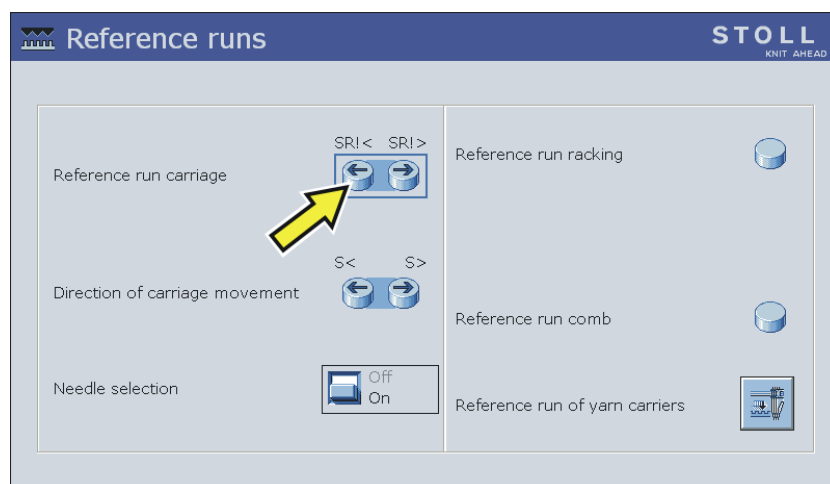 Reference runs
STOLL
KNIT AHEAD
SR!< SR!>
Reference run carriage
S< S>
Direction of carriage movement
Needle selection
Off
On
Reference run racking
Reference run comb
Reference run of yarn carriers